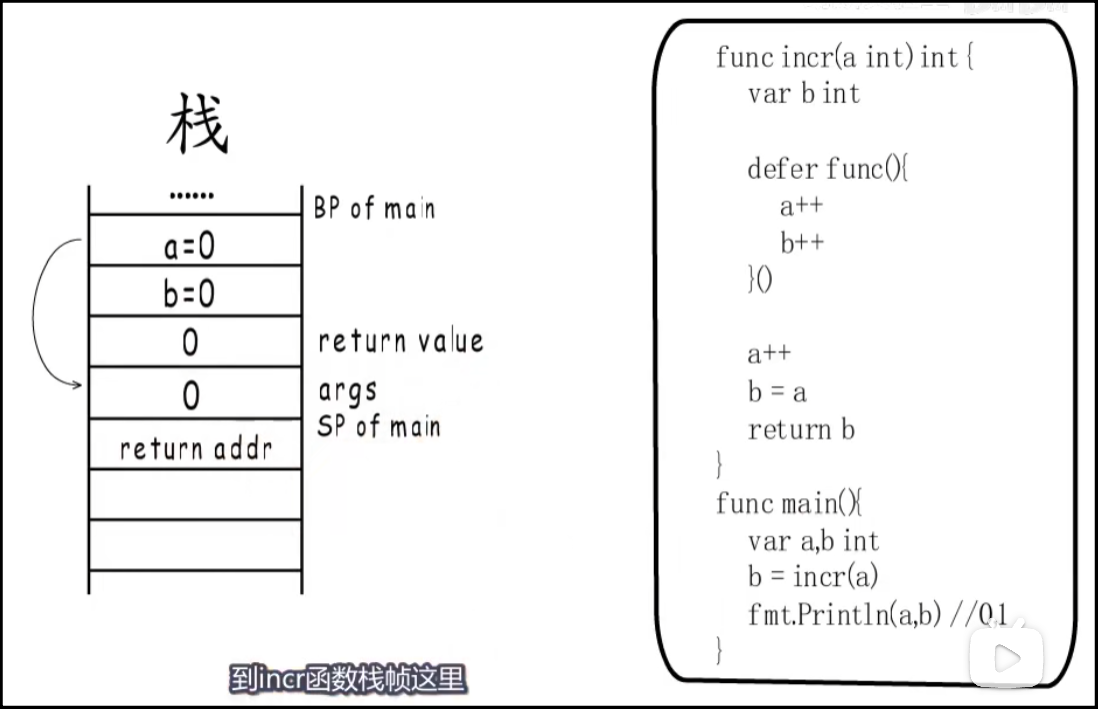 栈
......
BP of main
a=0
b=0
0
return value
0
args
SP of main
return addr
到incr函数栈帧这里
func incr(a int) int {
var b int
defer func(){
a++
b++
}()
a++
b = a
return b
}
func main(){
var a,b int
b = incr(a)
fmt.Println(a,b) //0,1
}